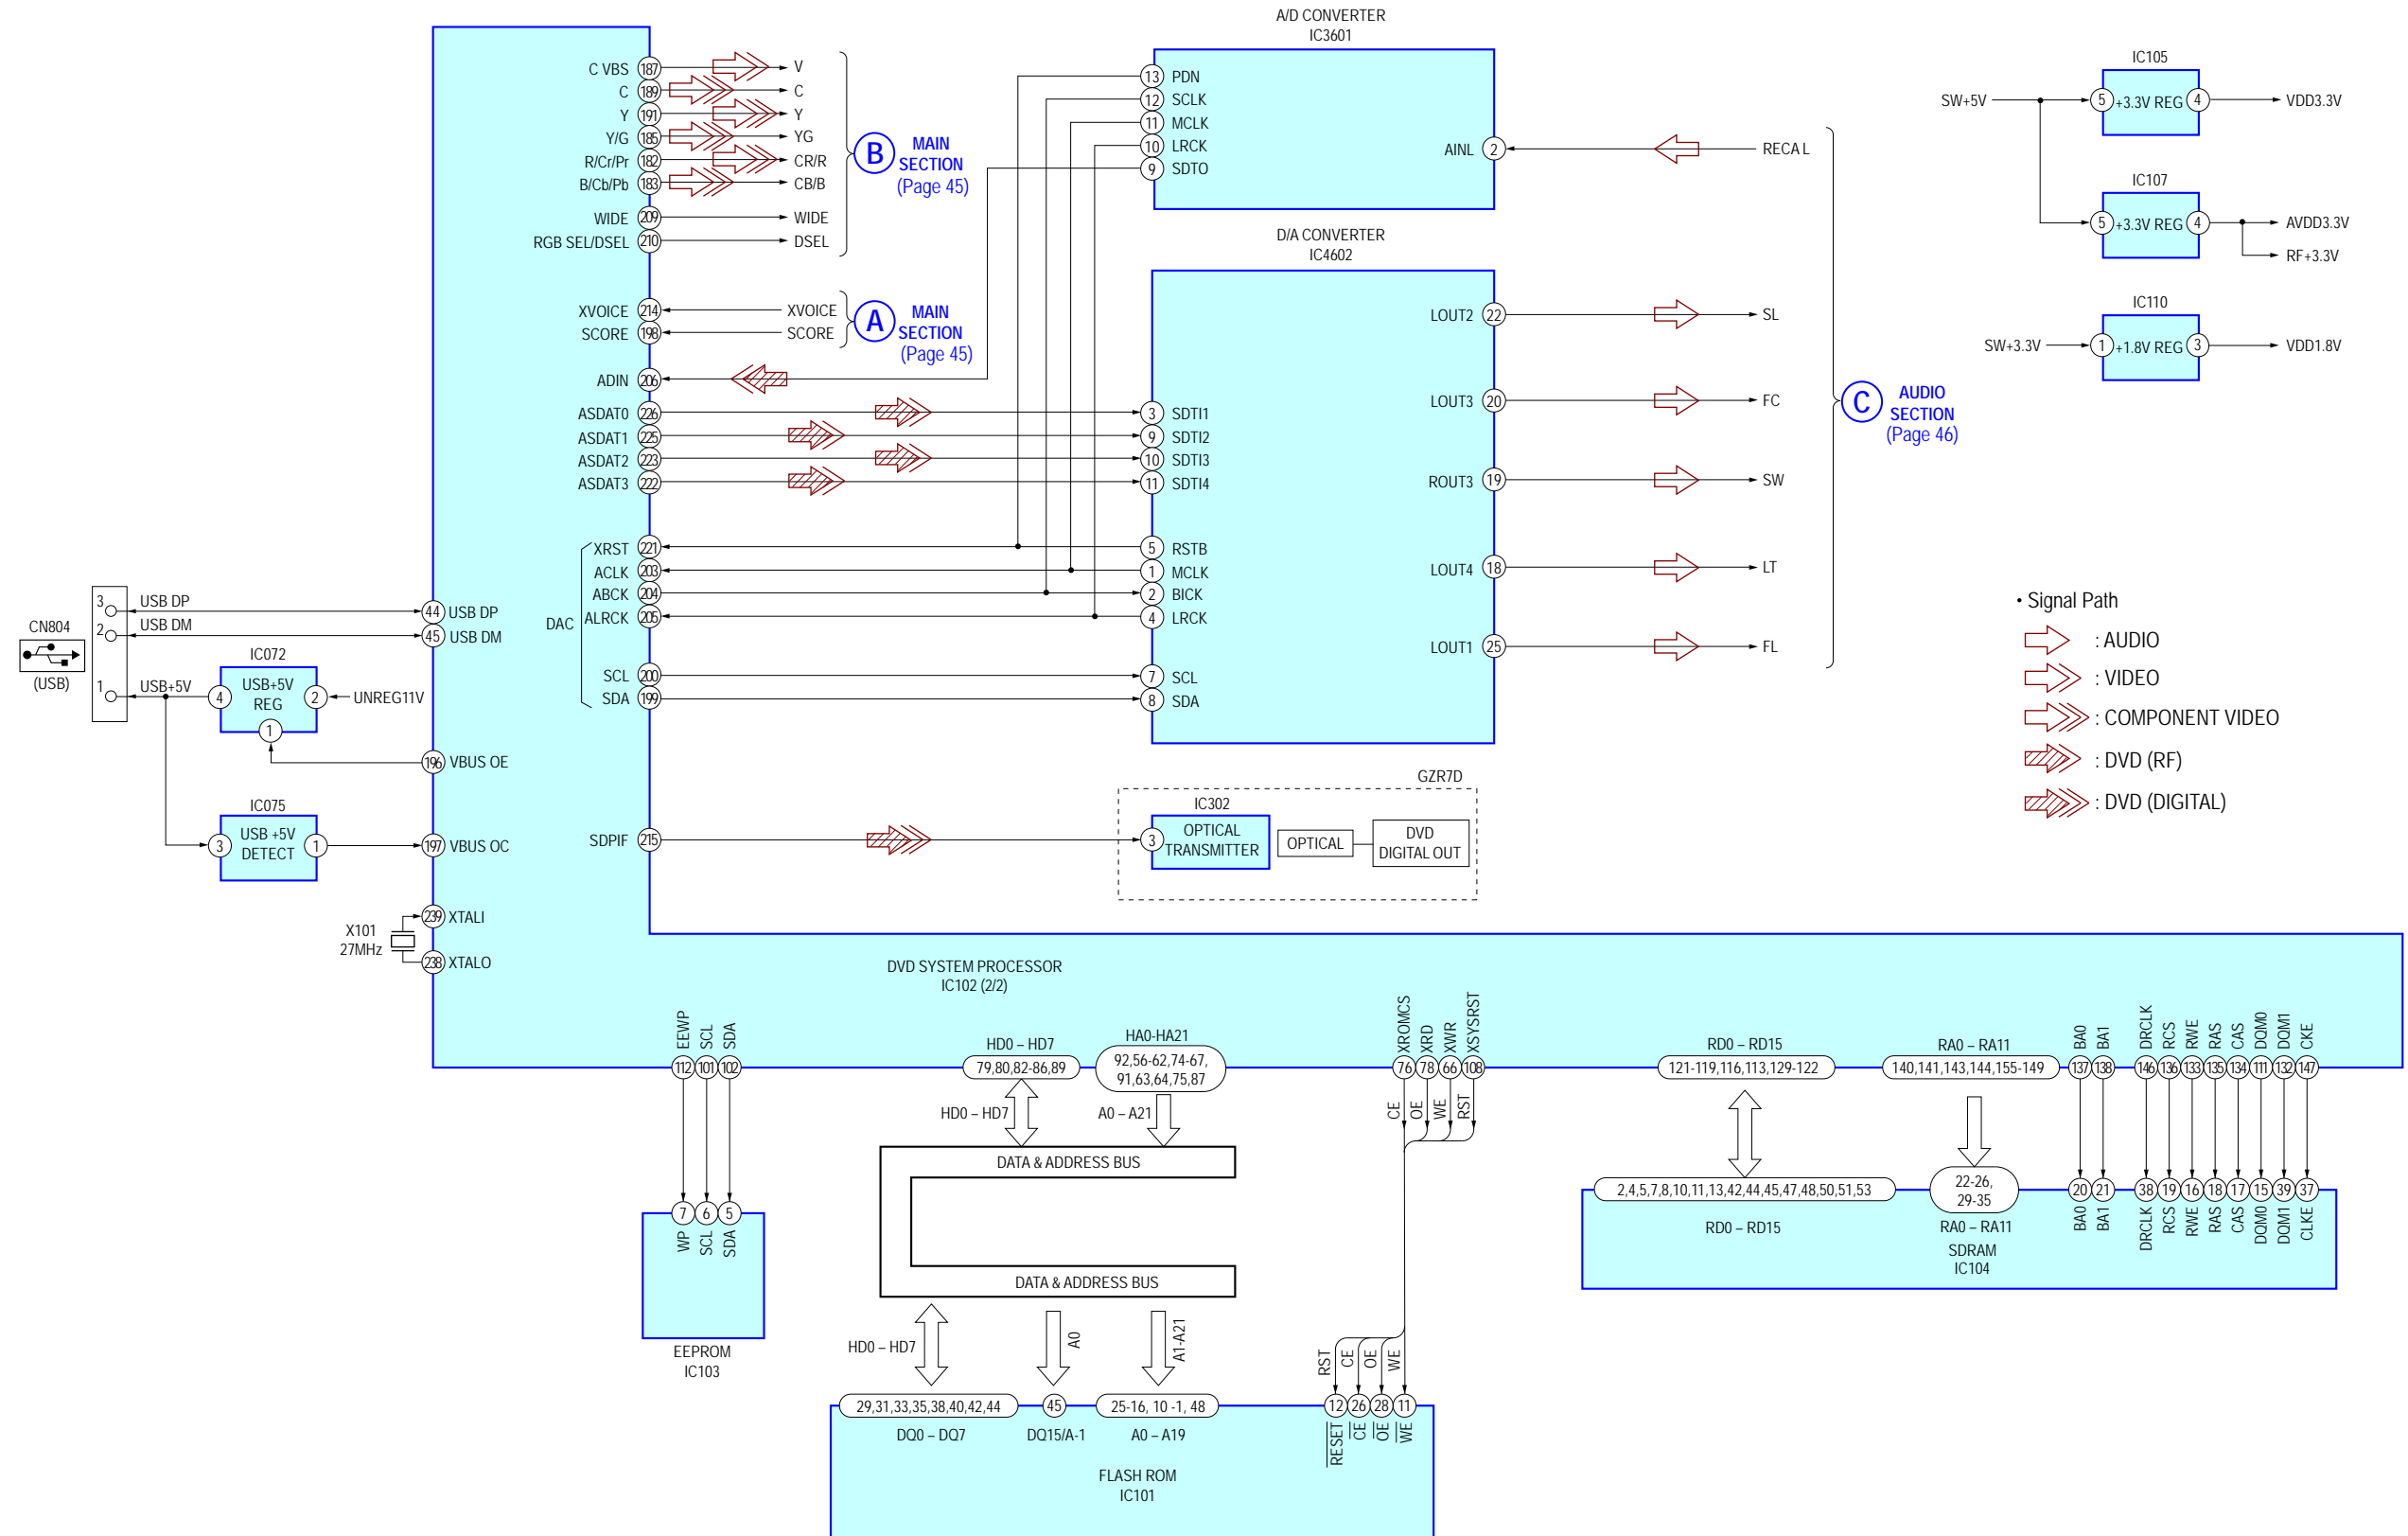 C VBS 187 V
C 189 C
Y 191 Y
Y/G 185 YG
R/Cr/Pr 182 CR/R
B/Cb/Pb 183 CB/B
WIDE 209 WIDE
RGB SEL/DSEL 210 DSEL
B MAIN
SECTION
(Page 45)
XVOICE 214 XVOICE
SCORE 198 SCORE
A MAIN
SECTION
(Page 45)
ADIN 206
ASDAT0 226
ASDAT1 225
ASDAT2 223
ASDAT3 222
DAC
XRST 221
ACLK 203
ABCK 204
ALRCK 205
SCL 200
SDA 199
SDPIF 215
A/D CONVERTER
IC3601
13 PDN
12 SCLK
11 MCLK
10 LRCK
9 SDTO
AINL 2 RECA L
D/A CONVERTER
IC4602
3 SDTI1
9 SDTI2
10 SDTI3
11 SDTI4
5 RSTB
1 MCLK
2 BICK
4 LRCK
7 SCL
8 SDA
LOUT2 22 SL
LOUT3 20 FC
ROUT3 19 SW
LOUT4 18 LT
LOUT1 25 FL
C AUDIO
SECTION
(Page 46)
IC105
SW+5V 5 +3.3V REG 4 VDD3.3V
IC107
5 +3.3V REG 4 AVDD3.3V
RF+3.3V
IC110
SW+3.3V 1 +1.8V REG 3 VDD1.8V
• Signal Path
: AUDIO
: VIDEO
: COMPONENT VIDEO
: DVD (RF)
: DVD (DIGITAL)
CN804
(USB)
3 USB DP 44 USB DP
2 USB DM 45 USB DM
1 USB+5V
IC072
4 USB+5V
REG 2 UNREG11V
1
196 VBUS OE
IC075
3 USB +5V
DETECT 1
197 VBUS OC
X101
27MHz
239 XTALI
238 XTALO
GZR7D
IC302
3 OPTICAL
TRANSMITTER
OPTICAL
DVD
DIGITAL OUT
DVD SYSTEM PROCESSOR
IC102 (2/2)
EEWP SCL SDA
112 101 102
7 6 5
WP SCL SDA
EEPROM
IC103
HD0 – HD7
79,80,82-86,89
HA0-HA21
92,56-62,74-67,
91,63,64,75,87
HD0 – HD7
A0 – A21
DATA & ADDRESS BUS
DATA & ADDRESS BUS
HD0 – HD7
A0
A1-A21
XROMCS XRD XWR XSYSRST
76 78 66 108
CE OE WE RST
RST CE OE WE
29,31,33,35,38,40,42,44
45
25-16, 10 -1, 48
12 26 28 11
DQ0 – DQ7
DQ15/A-1
A0 – A19
RESET CE OE WE
FLASH ROM
IC101
RD0 – RD15
121-119,116,113,129-122
RA0 – RA11
140,141,143,144,155-149
BA0 BA1 DRCLK RCS RWE RAS CAS DQM0 DQM1 CKE
137 138 146 136 133 135 134 111 132 147
2,4,5,7,8,10,11,13,42,44,45,47,48,50,51,53
22-26,
29-35
20 21 38 19 16 18 17 15 39 37
RD0 – RD15
RA0 – RA11
BA0 BA1 DRCLK RCS RWE RAS CAS DQM0 DQM1 CLKE
SDRAM
IC104